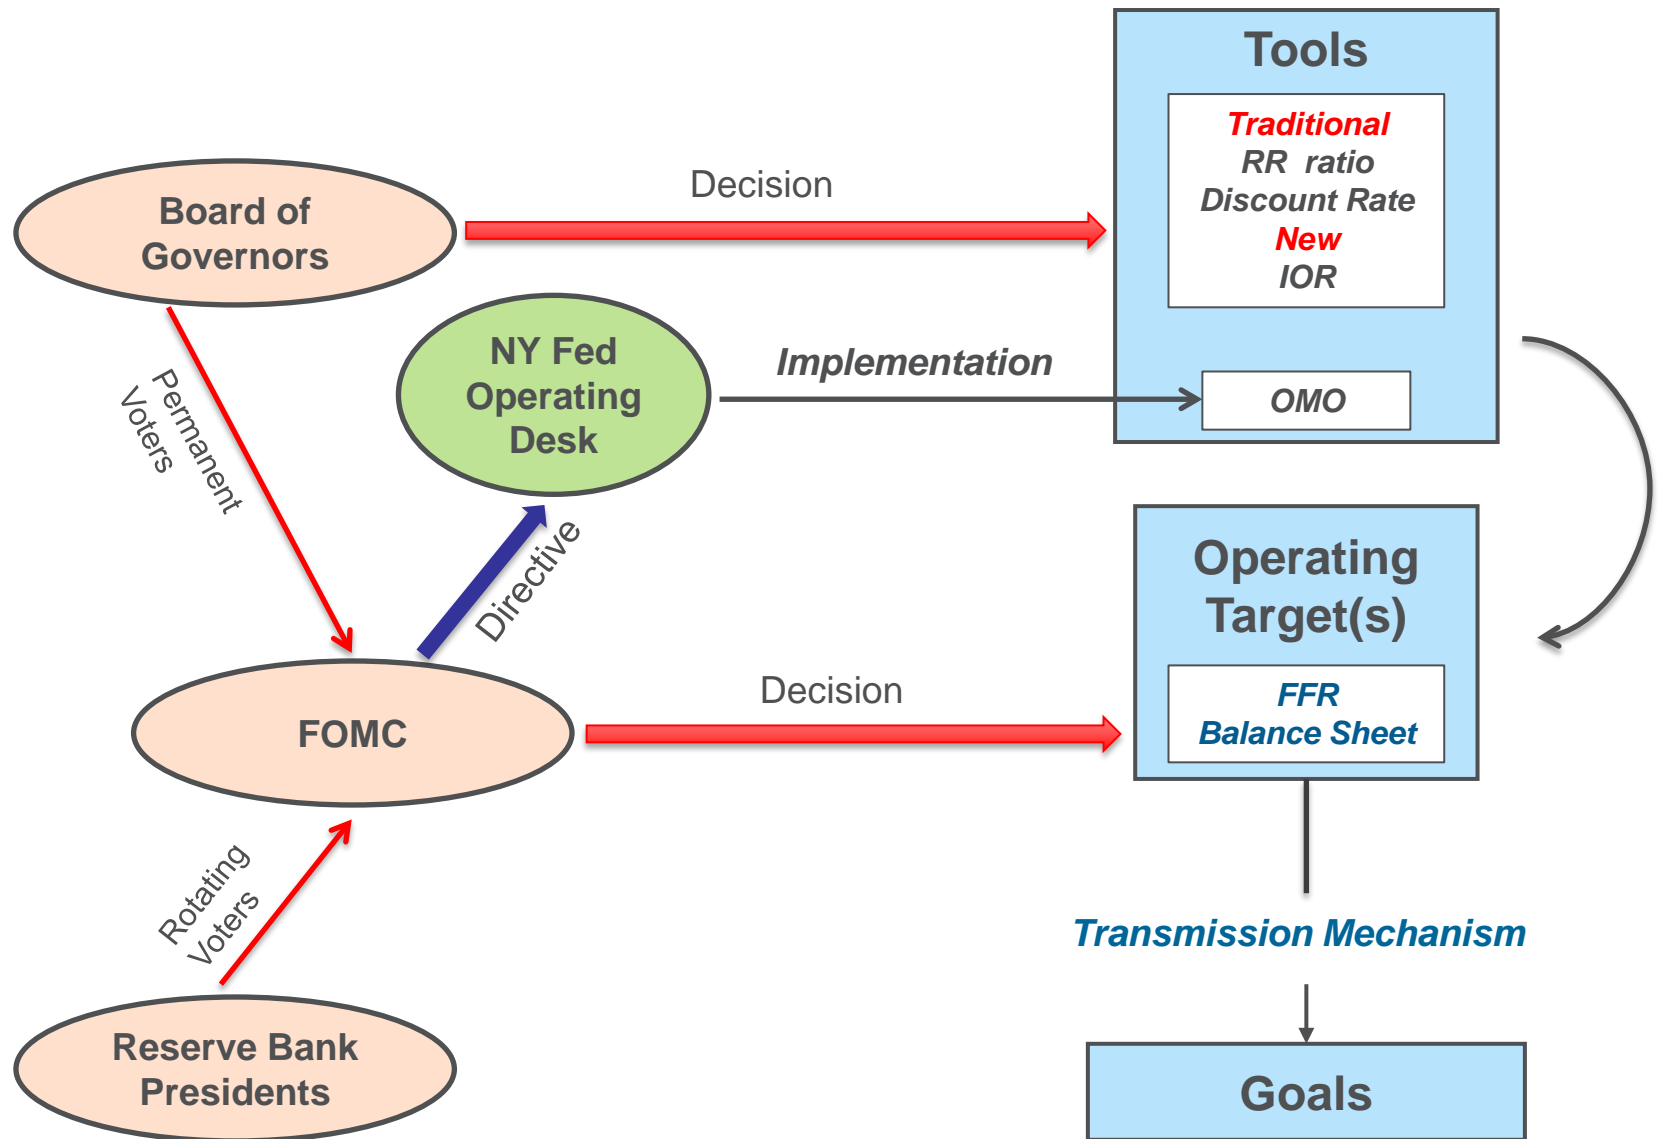 Tools
Traditional
RR ratio
Discount Rate
New
IOR
OMO
Decision
Board of
Governors
Permanent
Voters
NY Fed
Operating
Desk
Implementation
Directive
Operating
Target(s)
FFR
Balance Sheet
Decision
FOMC
Rotating
Voters
Transmission Mechanism
Reserve Bank
Presidents
Goals